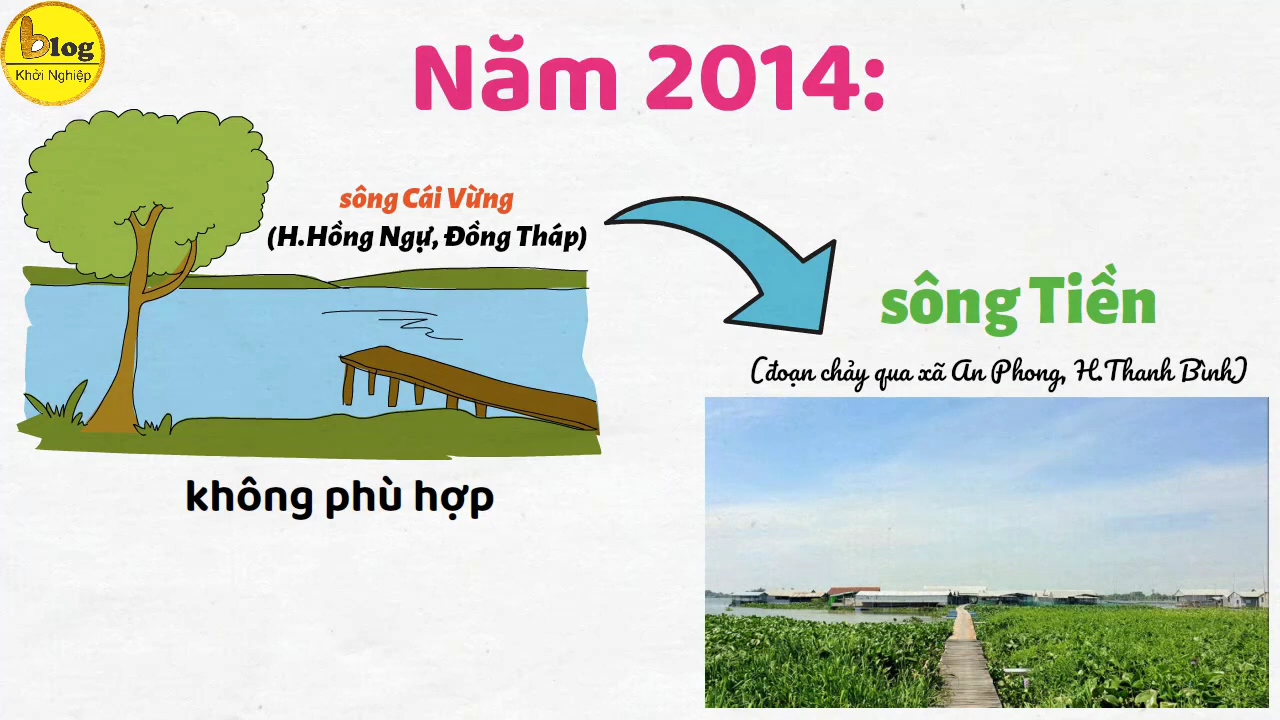 blog
Khởi Nghiệp
Năm 2014:
sông Cái Vừng
(H.Hồng Ngự, Đồng Tháp)
không phù hợp
sông Tiền
(đoạn chảy qua xã An Phong, H.Thanh Bình)